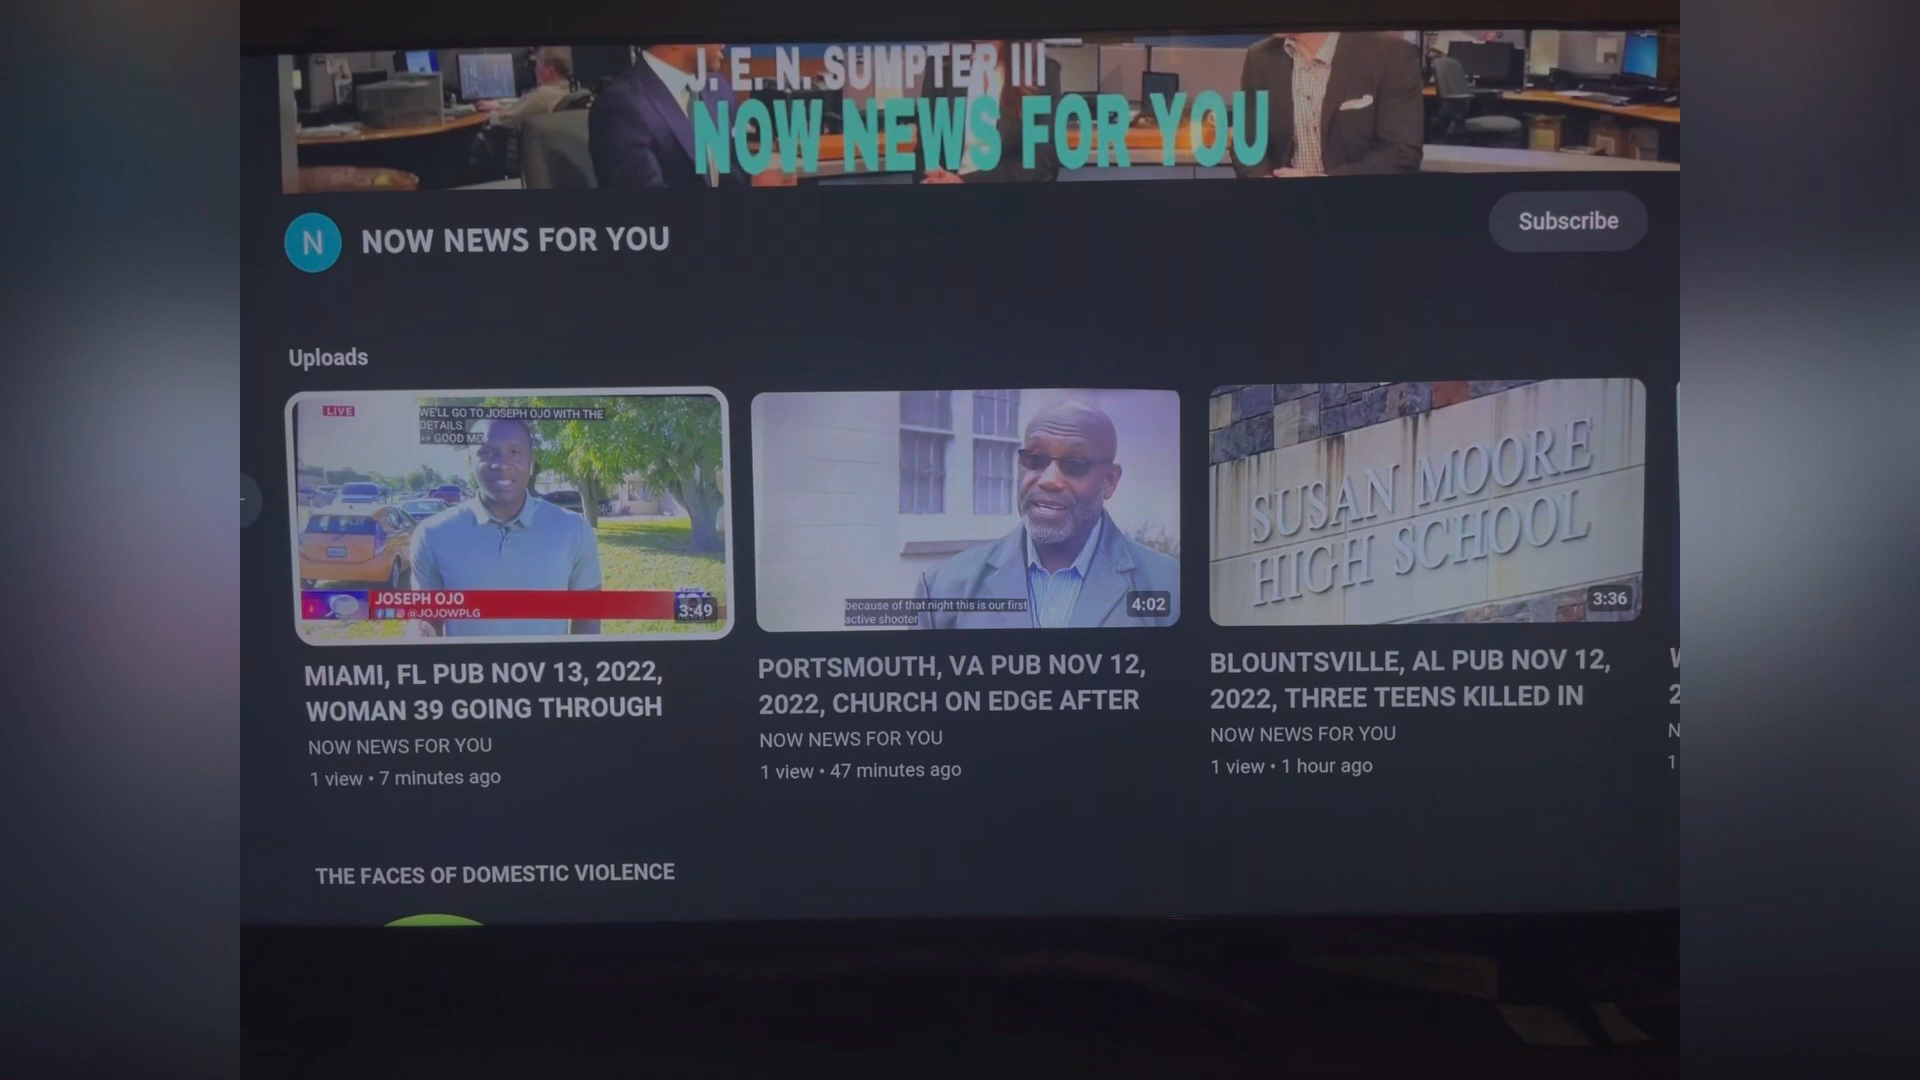 J. E. N. SUMPTER III
NOW NEWS FOR YOU
N
NOW NEWS FOR YOU
Subscribe
Uploads
LIVE
WE'LL GO TO JOSEPH OJO WITH THE
DETAILS.
>> GOOD MO
JOSEPH OJO
@JOJOWPLG
3:49
because of that night this is our first
active shooter
4:02
SUSAN MOORE
HIGH SCHOOL
3:36
MIAMI, FL PUB NOV 13, 2022,
WOMAN 39 GOING THROUGH
NOW NEWS FOR YOU
1 view • 7 minutes ago
PORTSMOUTH, VA PUB NOV 12,
2022, CHURCH ON EDGE AFTER
NOW NEWS FOR YOU
1 view • 47 minutes ago
BLOUNTSVILLE, AL PUB NOV 12,
2022, THREE TEENS KILLED IN
NOW NEWS FOR YOU
1 view • 1 hour ago
2
N
1
THE FACES OF DOMESTIC VIOLENCE